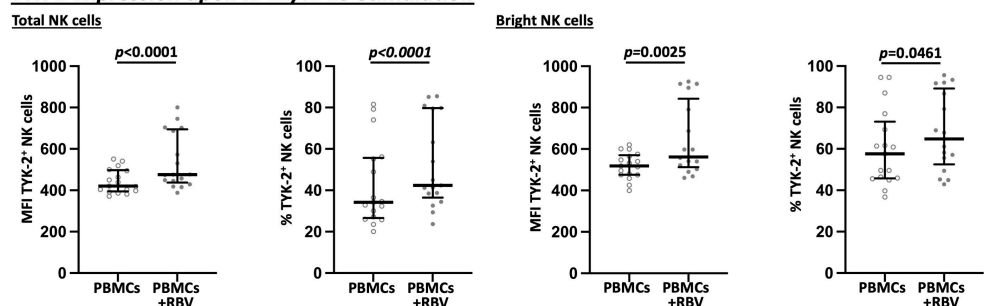 Total NK cells
Bright NK cells
p<0.0001
MFI TYK-2⁺ NK cells
1000
800
600
400
200
0
PBMCs
PBMCs
+RBV
p<0.0001
% TYK-2⁺ NK cells
100
80
60
40
20
0
PBMCs
PBMCs
+RBV
p=0.0025
MFI TYK-2⁺ NK cells
1000
800
600
400
200
0
PBMCs
PBMCs
+RBV
p=0.0461
% TYK-2⁺ NK cells
100
80
60
40
20
0
PBMCs
PBMCs
+RBV